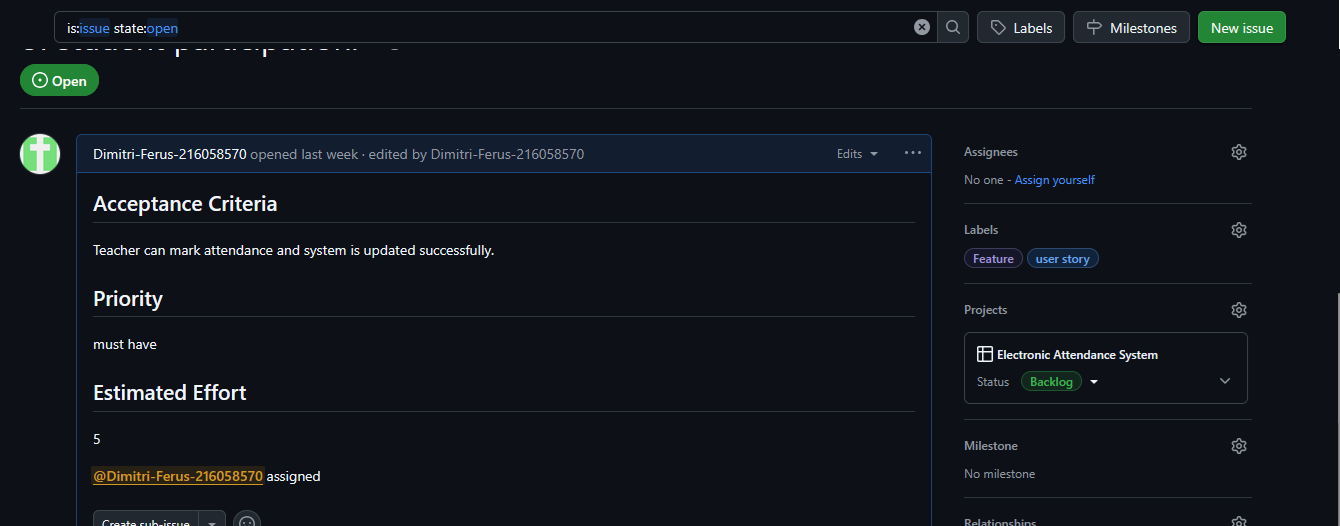 is:issue state:open
Labels
Milestones
New issue
Open
Dimitri-Ferus-216058570 opened last week · edited by Dimitri-Ferus-216058570
Edits
Acceptance Criteria
Teacher can mark attendance and system is updated successfully.
Priority
must have
Estimated Effort
5
@Dimitri-Ferus-216058570 assigned
Create sub-issue
Assignees
No one - Assign yourself
Labels
Feature user story
Projects
Electronic Attendance System
Status Backlog
Milestone
No milestone
Relationships